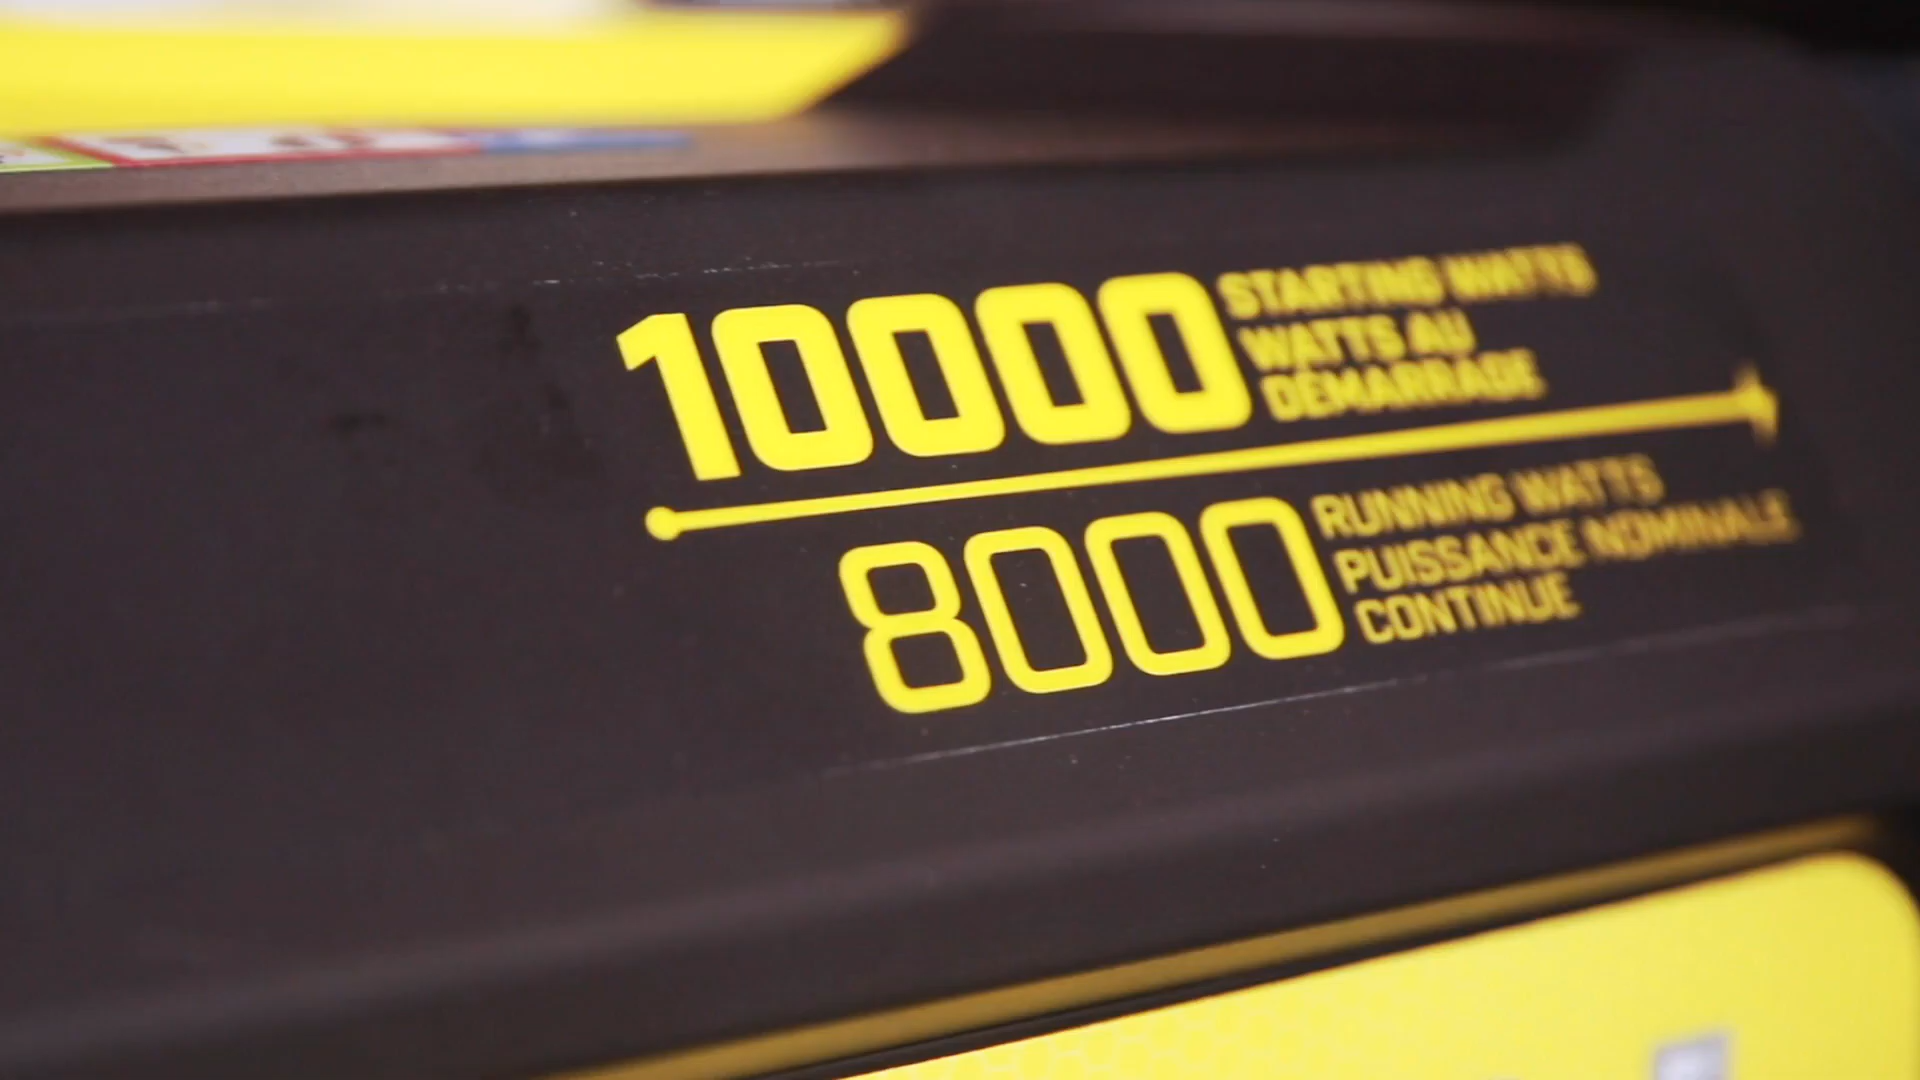 10000 STARTING WATTS
WATTS AU
DÉMARRAGE
8000 RUNNING WATTS
PUISSANCE NOMINALE
CONTINUE